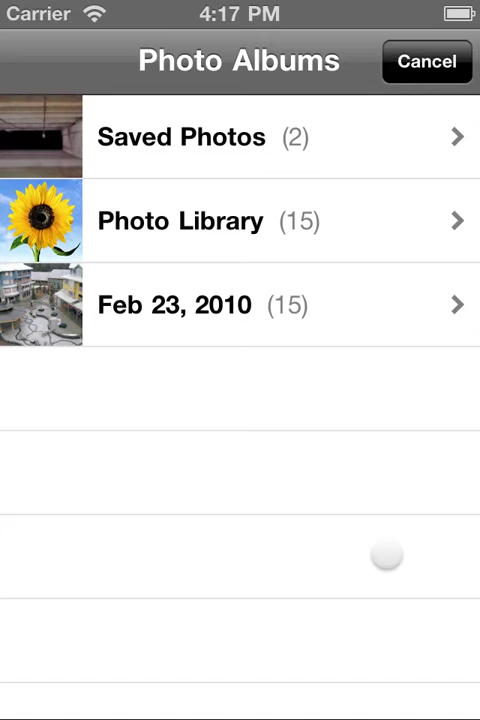 Carrier 4:17 PM
Photo Albums Cancel
Saved Photos (2)
Photo Library (15)
Feb 23, 2010 (15)